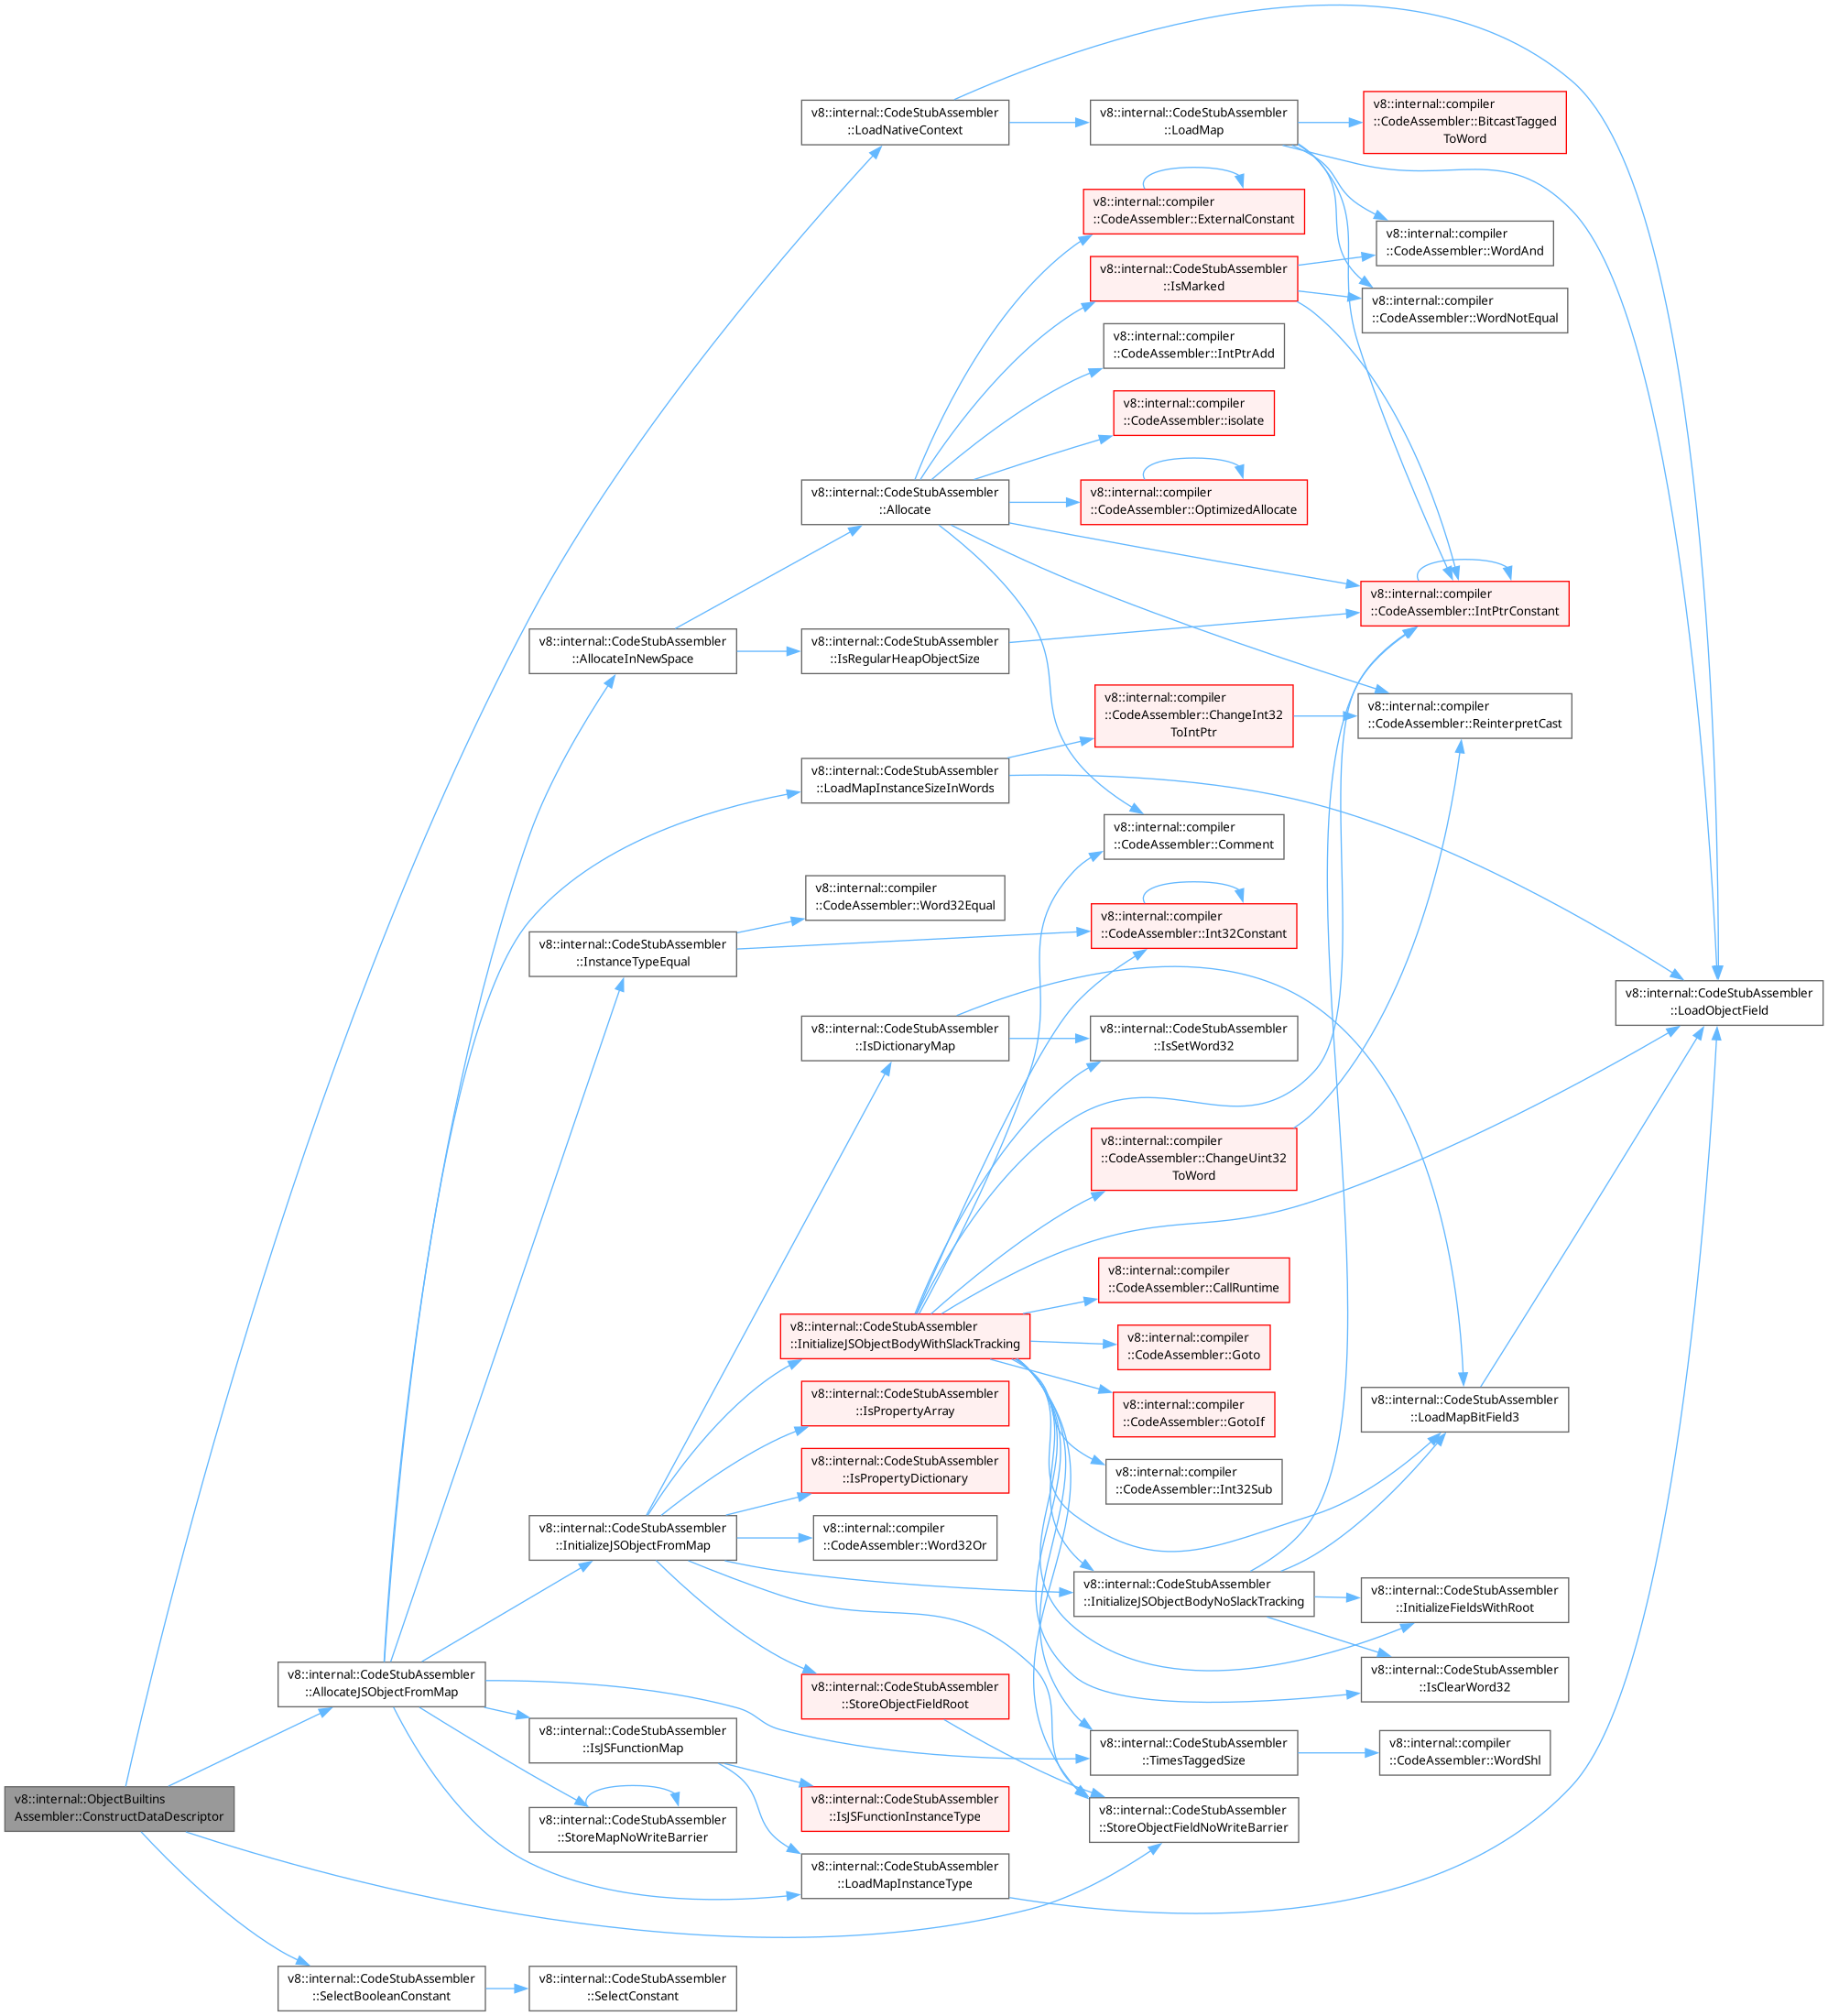 v8::internal::ObjectBuiltins
Assembler::ConstructDataDescriptor
v8::internal::CodeStubAssembler
::AllocateJSObjectFromMap
v8::internal::CodeStubAssembler
::SelectBooleanConstant
v8::internal::CodeStubAssembler
::AllocateInNewSpace
v8::internal::CodeStubAssembler
::InstanceTypeEqual
v8::internal::CodeStubAssembler
::InitializeJSObjectFromMap
v8::internal::CodeStubAssembler
::IsJSFunctionMap
v8::internal::CodeStubAssembler
::StoreMapNoWriteBarrier
v8::internal::CodeStubAssembler
::SelectConstant
v8::internal::CodeStubAssembler
::LoadNativeContext
v8::internal::CodeStubAssembler
::Allocate
v8::internal::CodeStubAssembler
::IsRegularHeapObjectSize
v8::internal::CodeStubAssembler
::LoadMapInstanceSizeInWords
v8::internal::compiler
::CodeAssembler::Word32Equal
v8::internal::CodeStubAssembler
::IsDictionaryMap
v8::internal::CodeStubAssembler
::InitializeJSObjectBodyWithSlackTracking
v8::internal::CodeStubAssembler
::IsPropertyArray
v8::internal::CodeStubAssembler
::IsPropertyDictionary
v8::internal::compiler
::CodeAssembler::Word32Or
v8::internal::CodeStubAssembler
::StoreObjectFieldRoot
v8::internal::CodeStubAssembler
::IsJSFunctionInstanceType
v8::internal::CodeStubAssembler
::LoadMapInstanceType
v8::internal::CodeStubAssembler
::LoadMap
v8::internal::compiler
::CodeAssembler::ExternalConstant
v8::internal::CodeStubAssembler
::IsMarked
v8::internal::compiler
::CodeAssembler::IntPtrAdd
v8::internal::compiler
::CodeAssembler::isolate
v8::internal::compiler
::CodeAssembler::OptimizedAllocate
v8::internal::compiler
::CodeAssembler::ChangeInt32
ToIntPtr
v8::internal::compiler
::CodeAssembler::Comment
v8::internal::compiler
::CodeAssembler::Int32Constant
v8::internal::CodeStubAssembler
::IsSetWord32
v8::internal::compiler
::CodeAssembler::ChangeUint32
ToWord
v8::internal::compiler
::CodeAssembler::CallRuntime
v8::internal::compiler
::CodeAssembler::Goto
v8::internal::compiler
::CodeAssembler::GotoIf
v8::internal::compiler
::CodeAssembler::Int32Sub
v8::internal::CodeStubAssembler
::InitializeJSObjectBodyNoSlackTracking
v8::internal::CodeStubAssembler
::TimesTaggedSize
v8::internal::CodeStubAssembler
::StoreObjectFieldNoWriteBarrier
v8::internal::compiler
::CodeAssembler::BitcastTagged
ToWord
v8::internal::compiler
::CodeAssembler::WordAnd
v8::internal::compiler
::CodeAssembler::WordNotEqual
v8::internal::compiler
::CodeAssembler::IntPtrConstant
v8::internal::compiler
::CodeAssembler::ReinterpretCast
v8::internal::CodeStubAssembler
::LoadMapBitField3
v8::internal::CodeStubAssembler
::InitializeFieldsWithRoot
v8::internal::CodeStubAssembler
::IsClearWord32
v8::internal::compiler
::CodeAssembler::WordShl
v8::internal::CodeStubAssembler
::LoadObjectField